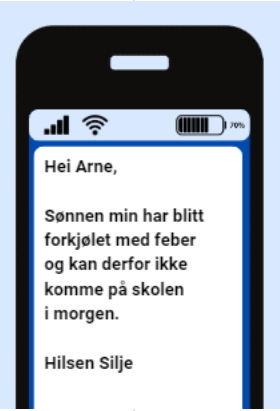 70%
Hei Arne,
Sønnen min har blitt
forkjølet med feber
og kan derfor ikke
komme på skolen
i morgen.
Hilsen Silje